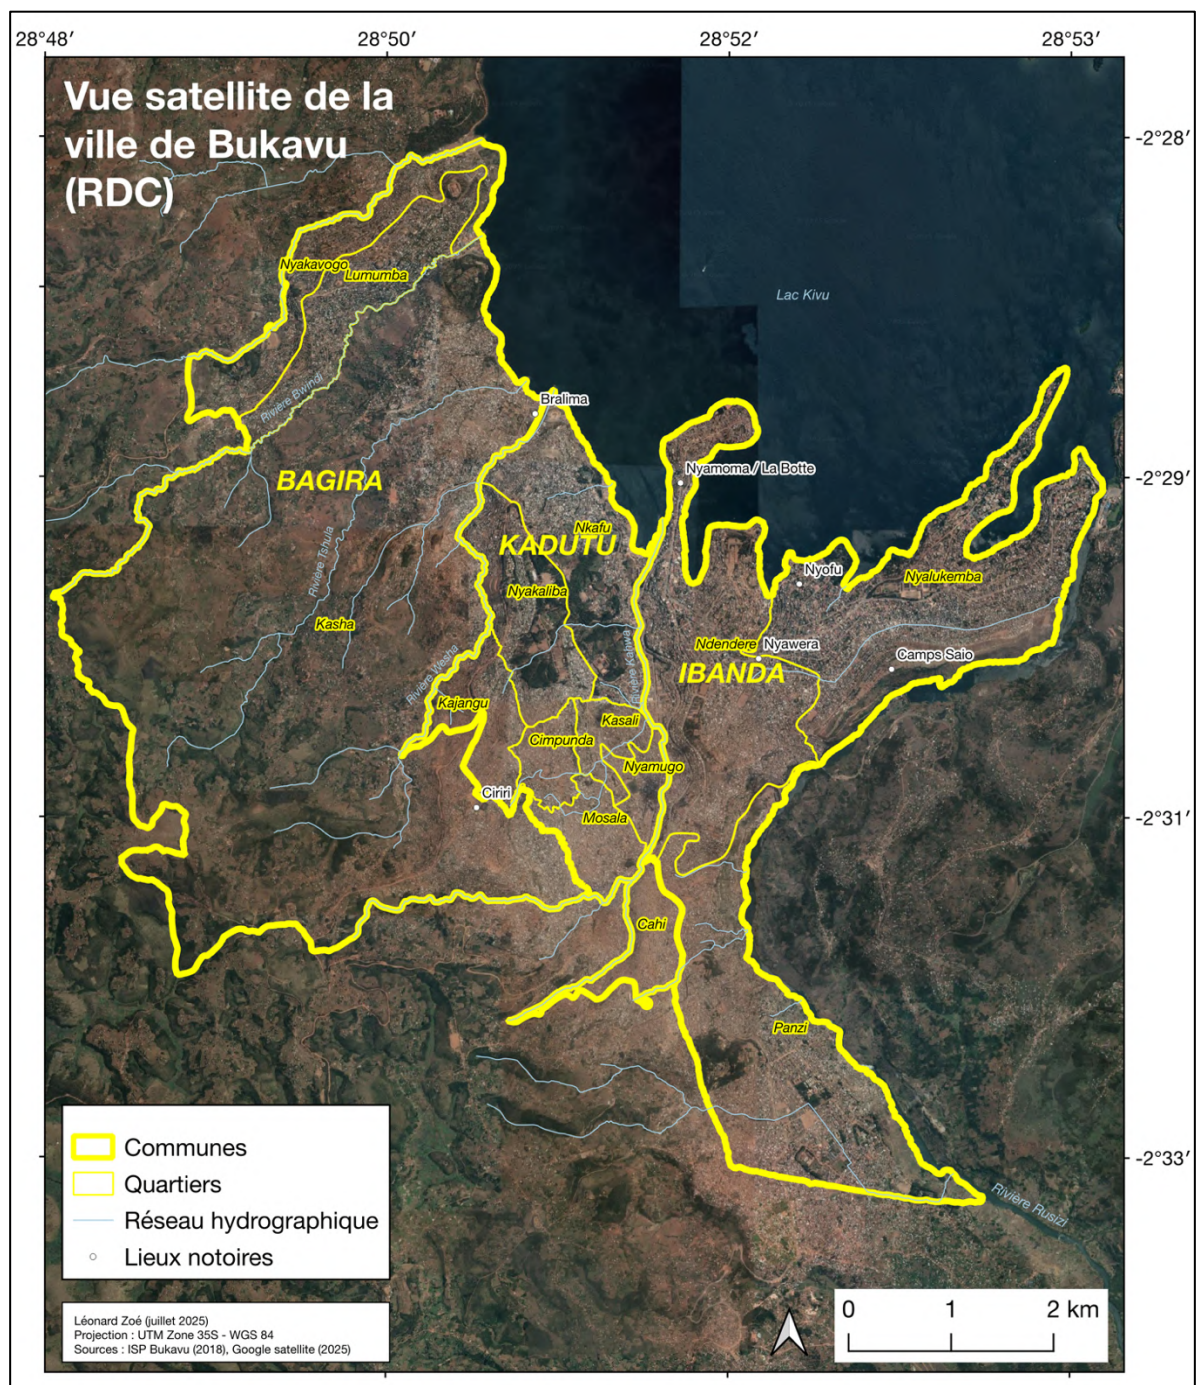 28°48′ 28°50′ 28°52′ 28°53′
Vue satellite de la
ville de Bukavu
(RDC)
-2°28′
Nyakavogo
Lumumba
Lac Kivu
Rivière Bwindi
Bralima
Nyamoma / La Botte
-2°29′
BAGIRA
Nkafu
KADUTU
Rivière Tshula
Nyofu
Nyalukemba
Nyakaliba
Kasha
Rivière Kahwa
Ndendere
Nyawera
Camps Saio
IBANDA
Rivière Wesha
Kajangu
Kasali
Cimpunda
Nyamugo
Ciriri
Mosala
-2°31′
Cahi
Panzi
-2°33′
Rivière Rusizi
Communes
Quartiers
Réseau hydrographique
Lieux notoires
Léonard Zoé (juillet 2025)
Projection : UTM Zone 35S - WGS 84
Sources : ISP Bukavu (2018), Google satellite (2025)
0 1 2 km